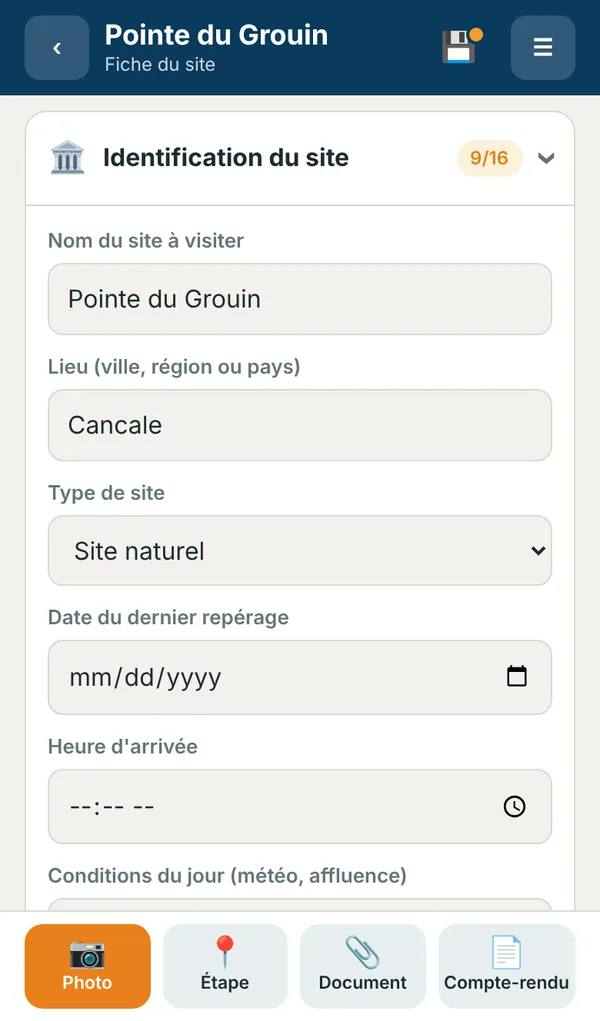 Pointe du Grouin
Fiche du site
Identification du site
9/16
Nom du site à visiter
Pointe du Grouin
Lieu (ville, région ou pays)
Cancale
Type de site
Site naturel
Date du dernier repérage
mm/dd/yyyy
Heure d'arrivée
--:-- --
Conditions du jour (météo, affluence)
Photo
Étape
Document
Compte-rendu